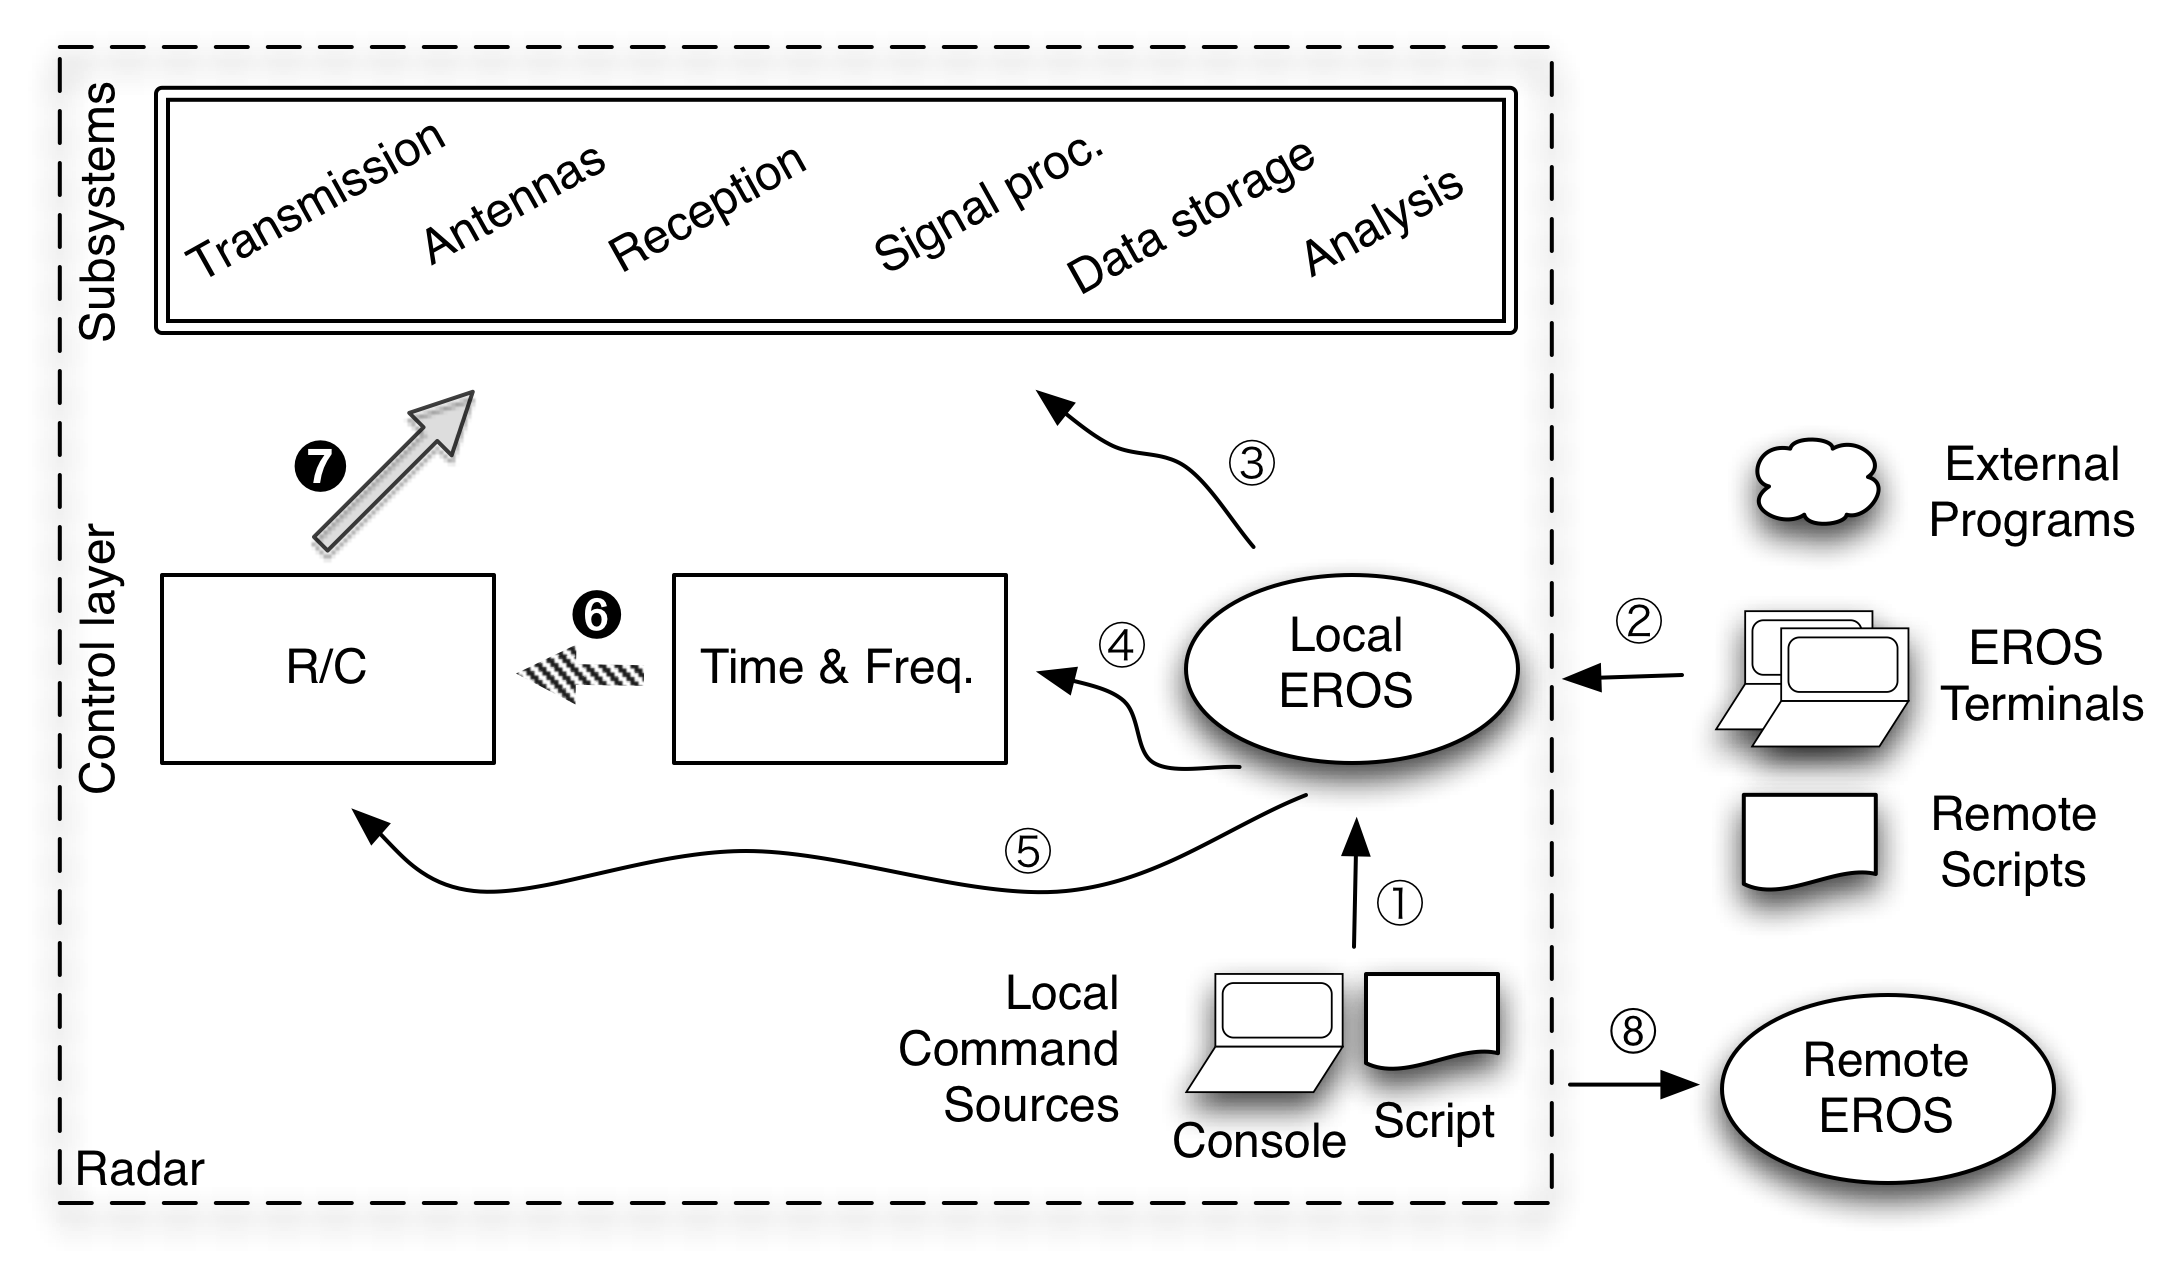 Subsystems
Transmission
Antennas
Reception
Signal proc.
Data storage
Analysis
❼
③
Control layer
R/C
❻
Time & Freq.
④
Local
EROS
②
External
Programs
EROS
Terminals
Remote
Scripts
⑤
①
Local
Command
Sources
Console
Script
⑧
Remote
EROS
Radar